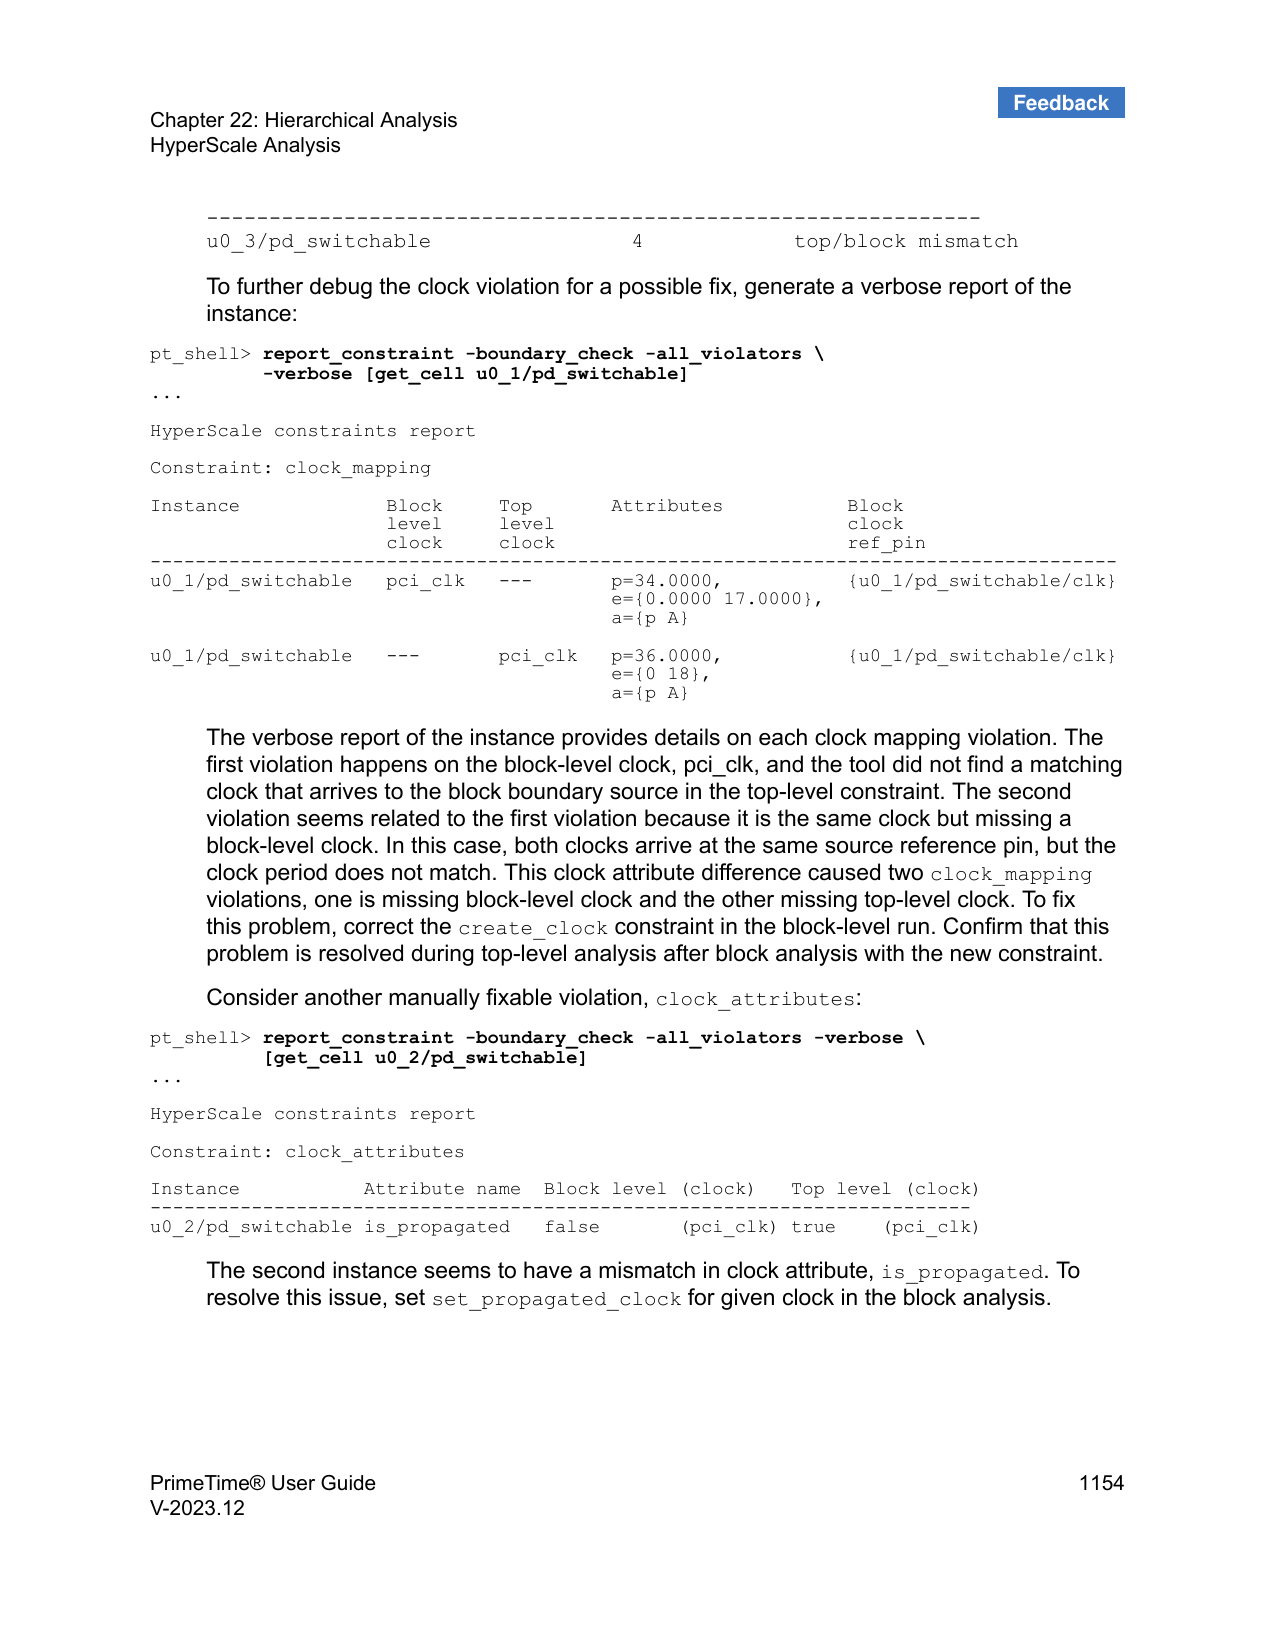 Feedback
Chapter 22: Hierarchical Analysis
HyperScale Analysis
--------------------------------------------------------------
u0_3/pd_switchable                4            top/block mismatch
To further debug the clock violation for a possible fix, generate a verbose report of the
instance:
pt_shell> report_constraint -boundary_check -all_violators \
          -verbose [get_cell u0_1/pd_switchable]
...
HyperScale constraints report
Constraint: clock_mapping
Instance             Block     Top       Attributes           Block
                     level     level                          clock
                     clock     clock                          ref_pin
--------------------------------------------------------------------------------------
u0_1/pd_switchable   pci_clk   ---       p=34.0000,           {u0_1/pd_switchable/clk}
                                         e={0.0000 17.0000},
                                         a={p A}
u0_1/pd_switchable   ---       pci_clk   p=36.0000,           {u0_1/pd_switchable/clk}
                                         e={0 18},
                                         a={p A}
The verbose report of the instance provides details on each clock mapping violation. The
first violation happens on the block-level clock, pci_clk, and the tool did not find a matching
clock that arrives to the block boundary source in the top-level constraint. The second
violation seems related to the first violation because it is the same clock but missing a
block-level clock. In this case, both clocks arrive at the same source reference pin, but the
clock period does not match. This clock attribute difference caused two clock_mapping
violations, one is missing block-level clock and the other missing top-level clock. To fix
this problem, correct the create_clock constraint in the block-level run. Confirm that this
problem is resolved during top-level analysis after block analysis with the new constraint.
Consider another manually fixable violation, clock_attributes:
pt_shell> report_constraint -boundary_check -all_violators -verbose \
          [get_cell u0_2/pd_switchable]
...
HyperScale constraints report
Constraint: clock_attributes
Instance           Attribute name  Block level (clock)   Top level (clock)
-------------------------------------------------------------------------
u0_2/pd_switchable is_propagated   false       (pci_clk) true    (pci_clk)
The second instance seems to have a mismatch in clock attribute, is_propagated. To
resolve this issue, set set_propagated_clock for given clock in the block analysis.
PrimeTime® User Guide 1154
V-2023.12